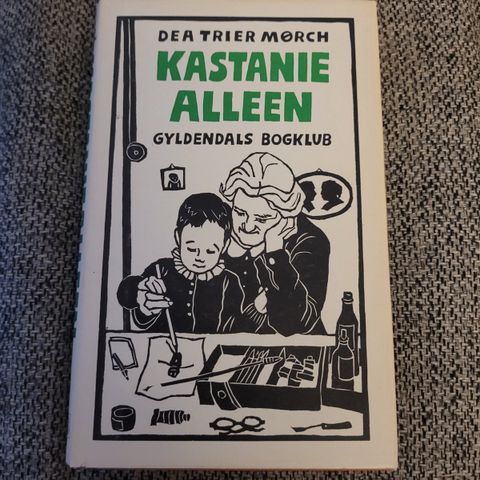 DEA TRIER MØRCH
KASTANIE
ALLEEN
GYLDENDALS BOGKLUB